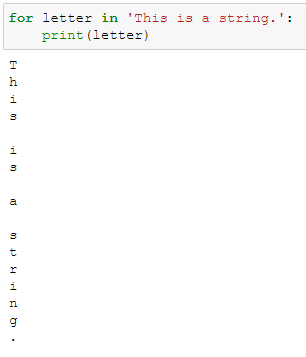 for letter in 'This is a string.':
    print(letter)
T
h
i
s

i
s

a

s
t
r
i
n
g
.